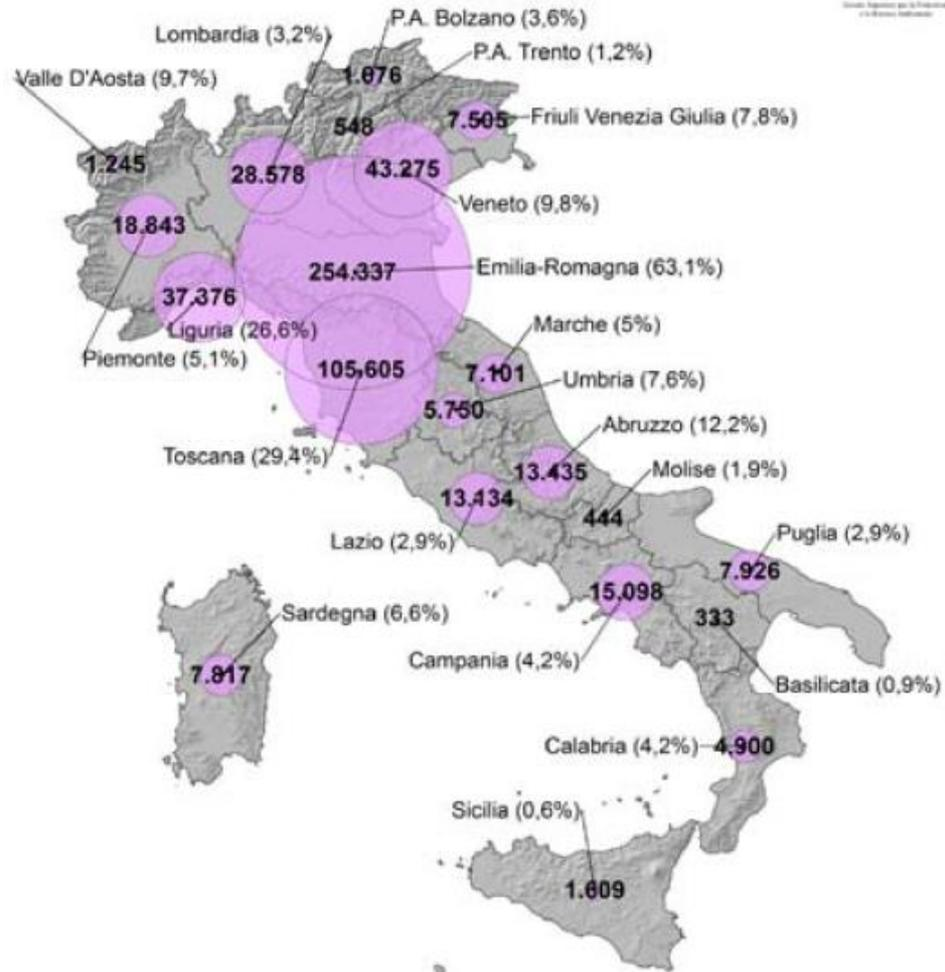 P.A. Bolzano (3,6%)
Lombardia (3,2%)
P.A. Trento (1,2%)
Valle D'Aosta (9,7%)
1.076
548
7.505
Friuli Venezia Giulia (7,8%)
1.245
28.578
43.275
Veneto (9,8%)
18.843
254.337
Emilia-Romagna (63,1%)
37.376
Liguria (26,6%)
Marche (5%)
Piemonte (5,1%)
105.605
7.101
Umbria (7,6%)
5.750
Abruzzo (12,2%)
Toscana (29,4%)
13.435
Molise (1,9%)
13.134
444
Lazio (2,9%)
Puglia (2,9%)
7.926
15.098
Sardegna (6,6%)
333
7.817
Campania (4,2%)
Basilicata (0,9%)
Calabria (4,2%)
4.900
Sicilia (0,6%)
1.609